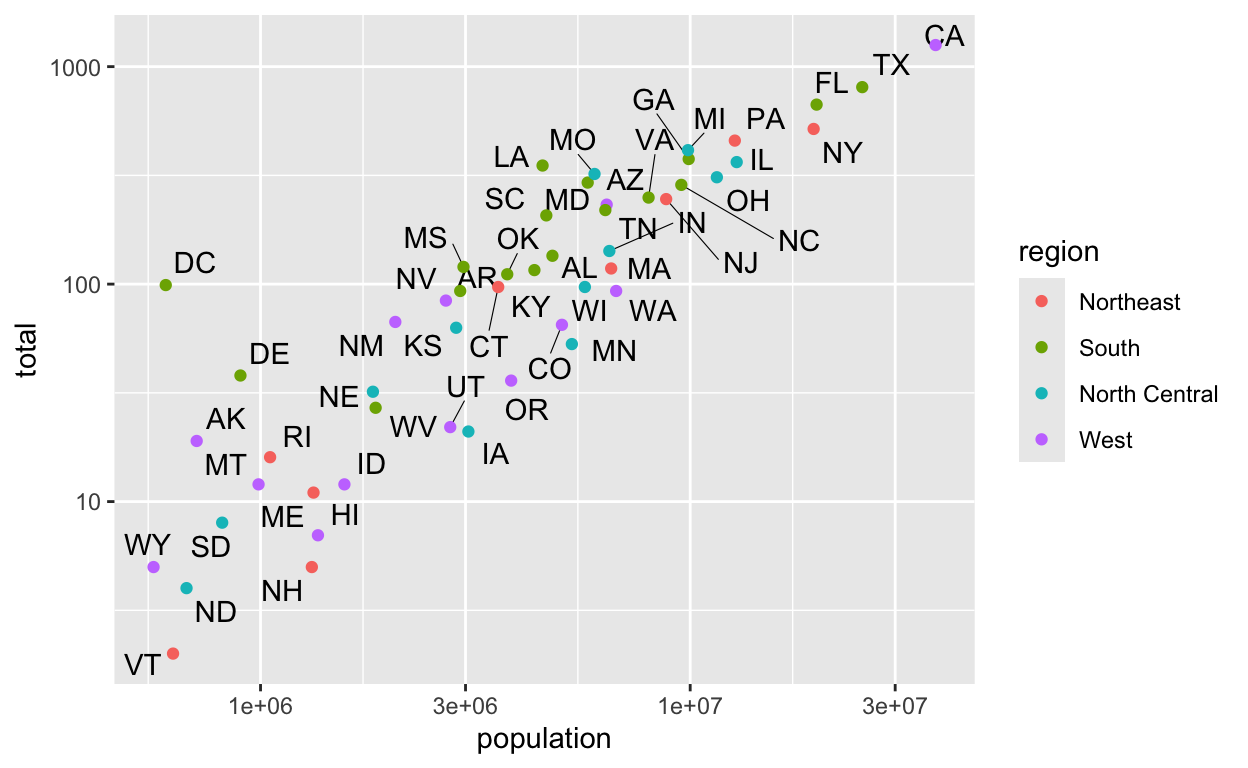 CA
TX
1000
FL
GA
MI
PA
MO
VA
NY
LA
IL
AZ
SC
MD
OH
TN
IN
MS
OK
NC
DC
NJ
NV
AR
AL
MA
region
100
KY
WI
WA
Northeast
total
NM
KS
CT
MN
South
DE
CO
UT
North Central
NE
OR
AK
WV
West
RI
IA
MT
ID
10
ME
HI
WY
SD
NH
ND
VT
1e+06
3e+06
1e+07
3e+07
population